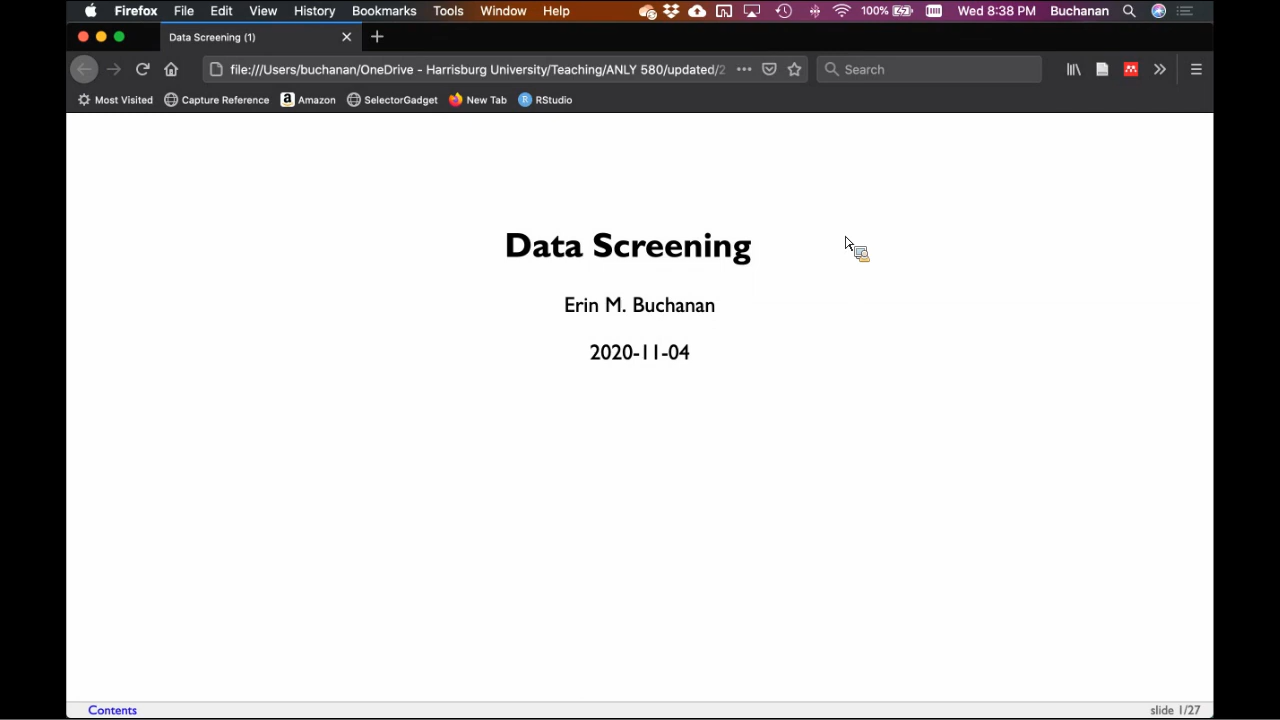 Firefox File Edit View History Bookmarks Tools Window Help 100% Wed 8:38 PM Buchanan
Data Screening (1)
file:///Users/buchanan/OneDrive - Harrisburg University/Teaching/ANLY 580/updated/2 Search
Most Visited Capture Reference Amazon SelectorGadget New Tab RStudio
Data Screening
Erin M. Buchanan
2020-11-04
Contents slide 1/27